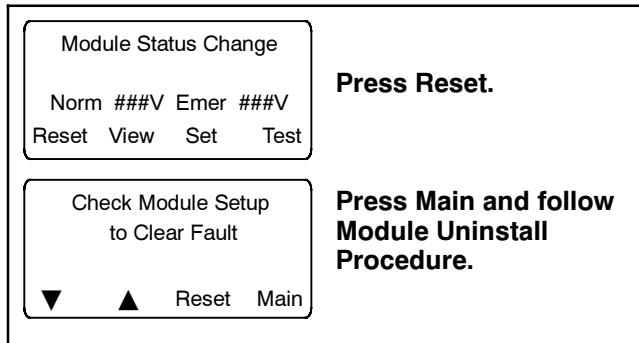 Module Status Change
Norm ###V Emer ###V
Reset View Set Test
Press Reset.
Check Module Setup
to Clear Fault
▼ ▲ Reset Main
Press Main and follow
Module Uninstall
Procedure.